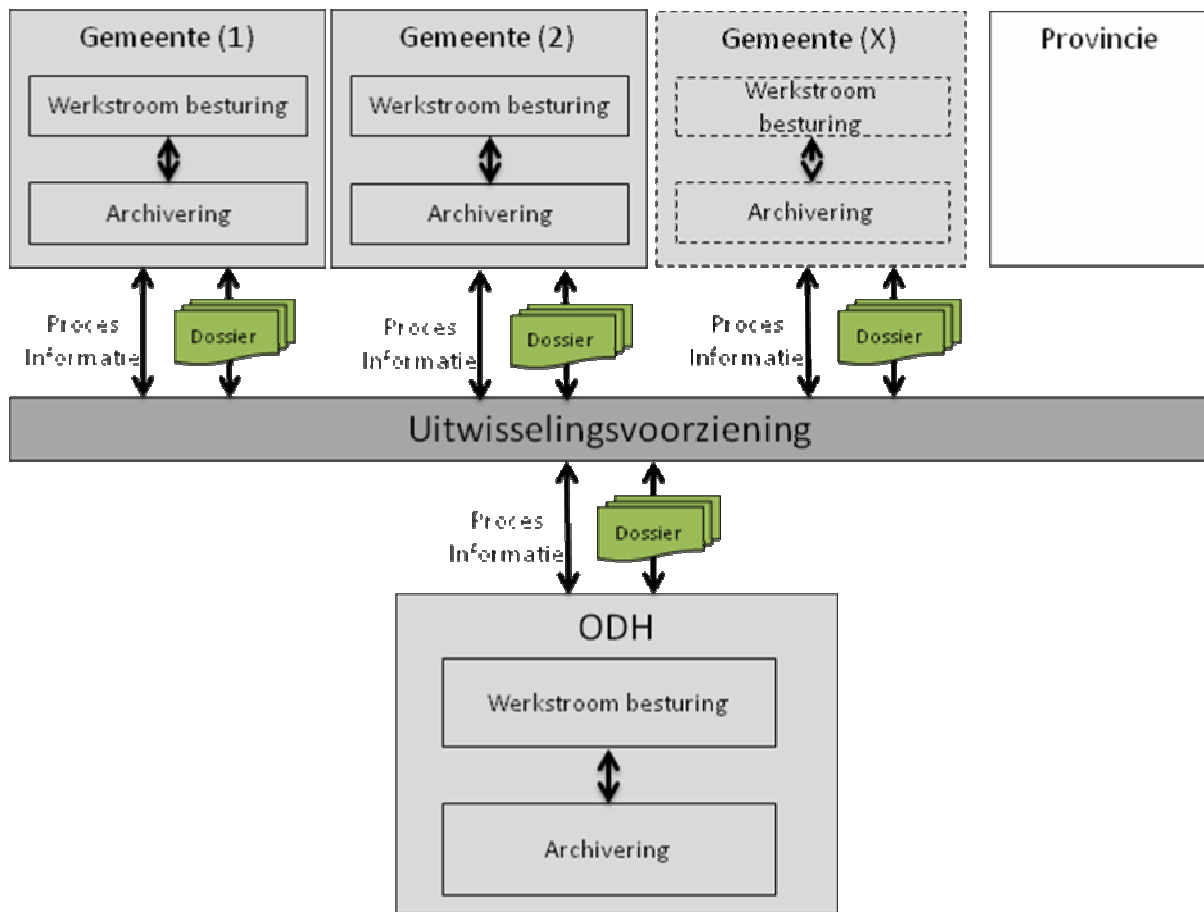 Gemeente (1)
Werkstroom besturing
Archivering
Gemeente (2)
Werkstroom besturing
Archivering
Gemeente (X)
Werkstroom
besturing
Archivering
Provincie
Proces
Informatie
Dossier
Proces
Informatie
Dossier
Proces
Informatie
Dossier
Uitwisselingsvoorziening
Proces
Informatie
Dossier
ODH
Werkstroom besturing
Archivering